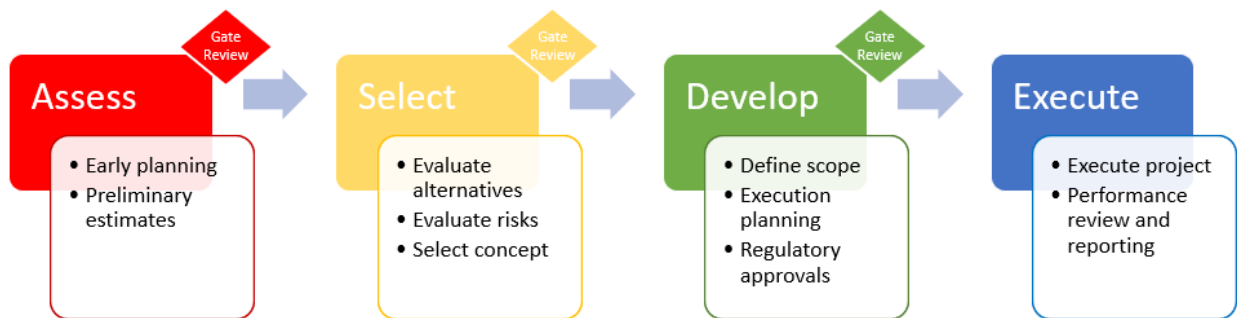 Gate
Review
Assess
• Early planning
• Preliminary
estimates
Gate
Review
Select
• Evaluate
alternatives
• Evaluate risks
• Select concept
Gate
Review
Develop
• Define scope
• Execution
planning
• Regulatory
approvals
Execute
• Execute project
• Performance
review and
reporting